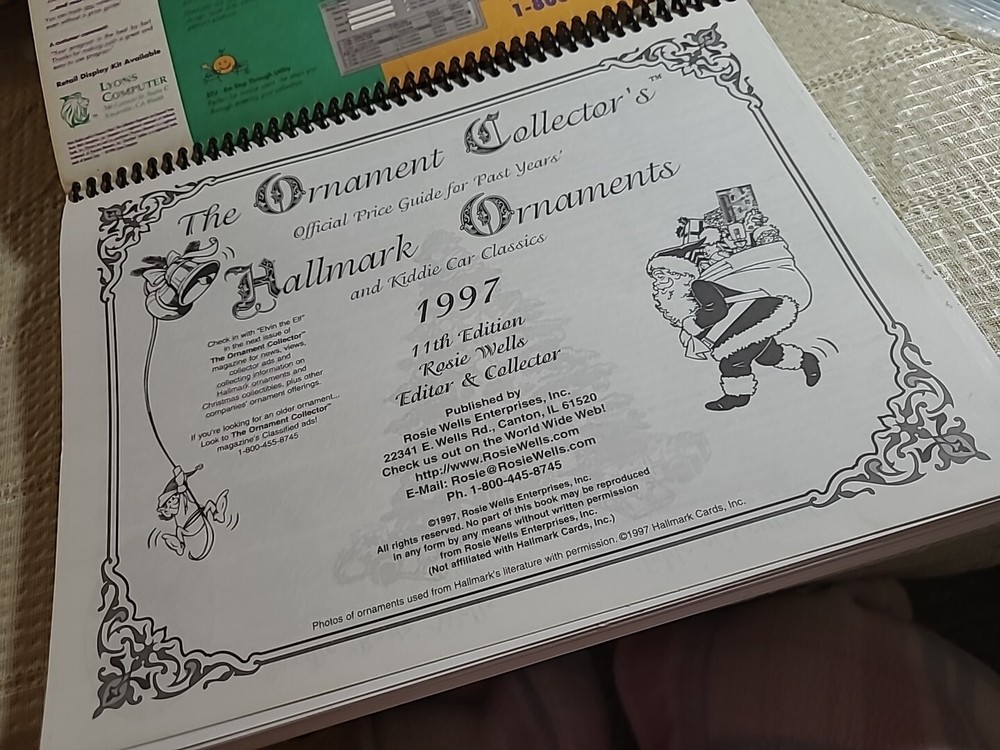 Retail Display Kit Available
LYONS
COMPUTER
1-800
The Ornament Collector's™
Official Price Guide for Past Years'
Hallmark Ornaments
and Kiddie Car Classics
1997
11th Edition
Rosie Wells
Editor & Collector
Published by
Rosie Wells Enterprises, Inc.
22341 E. Wells Rd., Canton, IL 61520
Check us out on the World Wide Web!
http://www.RosieWells.com
E-Mail: Rosie@RosieWells.com
Ph. 1-800-445-8745
©1997, Rosie Wells Enterprises, Inc.
All rights reserved. No part of this book may be reproduced
in any form by any means without written permission
from Rosie Wells Enterprises, Inc.
(Not affiliated with Hallmark Cards, Inc.)
Photos of ornaments used from Hallmark's literature with permission. ©1997 Hallmark Cards, Inc.
Check in with "Elvin the Elf"
in the next issue of
The Ornament Collector™
magazine for news, views,
collector ads and
collecting information on
Hallmark ornaments and
Christmas collectibles, plus other
companies' ornament offerings.
If you're looking for an older ornament...
Look to The Ornament Collector™
magazine's Classified ads!
1-800-455-8745